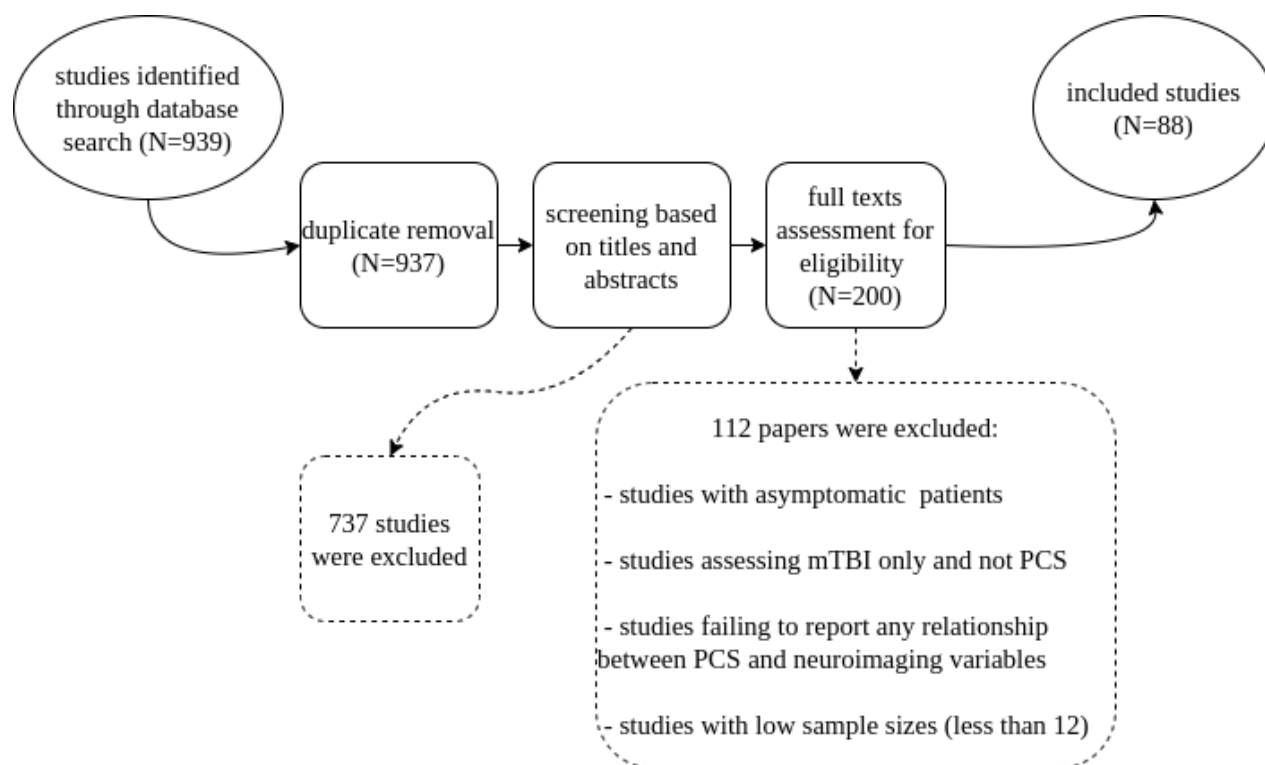 studies identified
through database
search (N=939)
duplicate removal
(N=937)
screening based
on titles and
abstracts
full texts
assessment for
eligibility
(N=200)
included studies
(N=88)
737 studies
were excluded
112 papers were excluded:
- studies with asymptomatic  patients
- studies assessing mTBI only and not PCS
- studies failing to report any relationship
between PCS and neuroimaging variables
- studies with low sample sizes (less than 12)